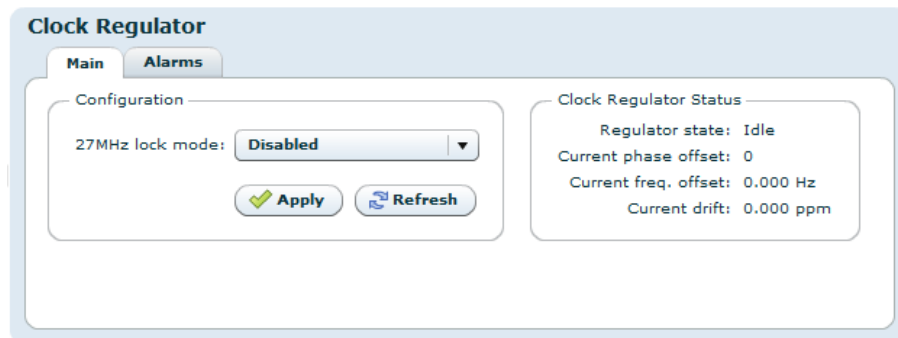 Clock Regulator
Main
Alarms
Configuration
27MHz lock mode: Disabled
Apply
Refresh
Clock Regulator Status
Regulator state: Idle
Current phase offset: 0
Current freq. offset: 0.000 Hz
Current drift: 0.000 ppm